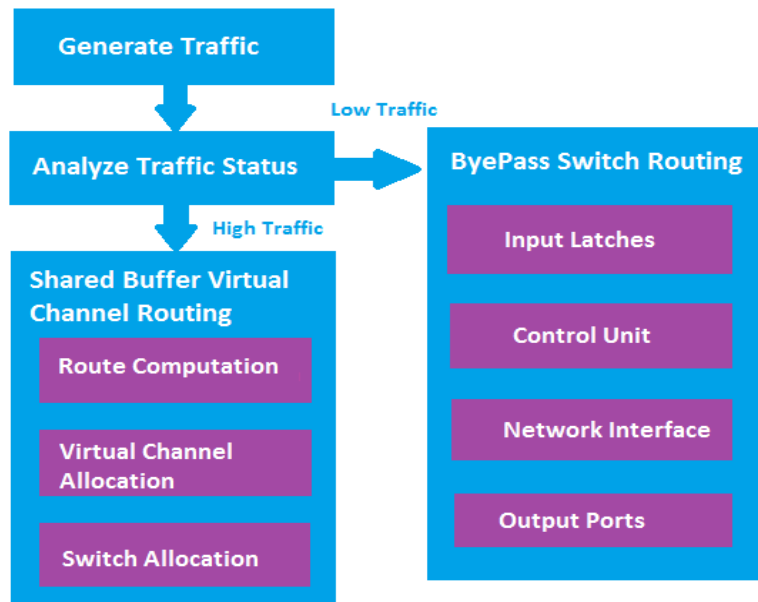 Generate Traffic
Low Traffic
Analyze Traffic Status
High Traffic
Shared Buffer Virtual
Channel Routing
Route Computation
Virtual Channel
Allocation
Switch Allocation
ByePass Switch Routing
Input Latches
Control Unit
Network Interface
Output Ports